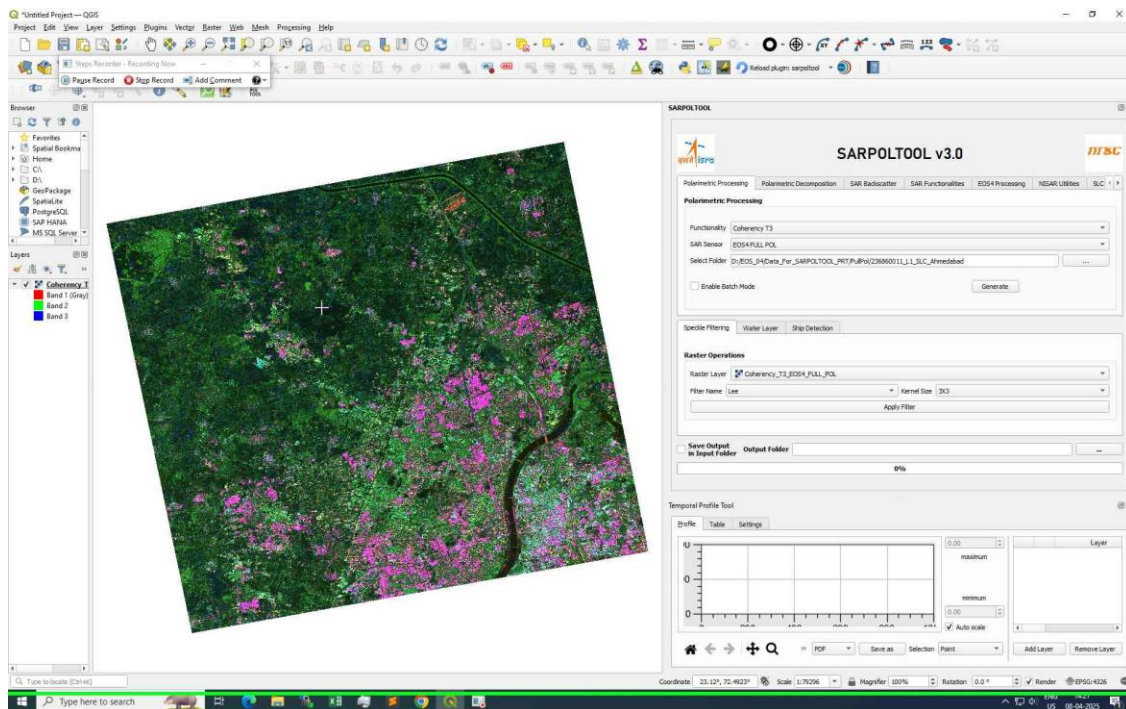 *Untitled Project — QGIS
Project Edit View Layer Settings Plugins Vector Raster Web Mesh Processing Help
Steps Recorder - Recording Now
Pause Record Stop Record Add Comment
Reload plugin: sarpoltool
Browser
Favorites
Spatial Bookma
Home
C:\
D:\
GeoPackage
SpatiaLite
PostgreSQL
SAP HANA
MS SQL Server
Layers
Coherency_T
Band 1 (Gray)
Band 2
Band 3
SARPOLTOOL
इसरो isro
SARPOLTOOL v3.0
Polarimetric Processing Polarimetric Decomposition SAR Badiscatter SAR Functionalities EOS4 Processing NISAR Utilities SLC
Polarimetric Processing
Functionality Coherency T3
SAR Sensor EOS4 FULL POL
Select Folder D:/EOS_04/Data_For_SARPOLTOOL_PRT/FullPol/236860011_L1_SLC_Ahmedabad ...
Enable Batch Mode Generate
Speckle Filtering Water Layer Ship Detection
Raster Operations
Raster Layer Coherency_T3_EOS4_FULL_POL
Filter Name Lee Kernel Size 3X3
Apply Filter
Save Output in Input Folder Output Folder ...
0%
Temporal Profile Tool
Profile Table Settings
0.00
maximum
minimum
0.00
Auto scale
Layer
PDF Save as Selection Point Add Layer Remove Layer
Type to locate (Ctrl+K)
Coordinate 23.12°, 72.4923° Scale 1:79296 Magnifier 100% Rotation 0.0 ° Render EPSG:4326
Type here to search
ENG
US 08-04-2025